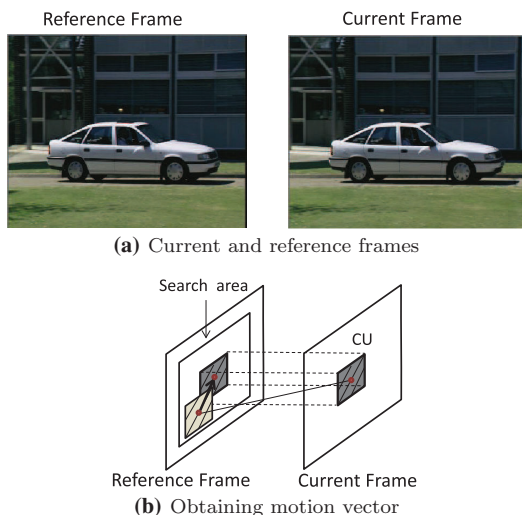 Reference Frame
Current Frame
(a) Current and reference frames
Search area
CU
Reference Frame
Current Frame
(b) Obtaining motion vector